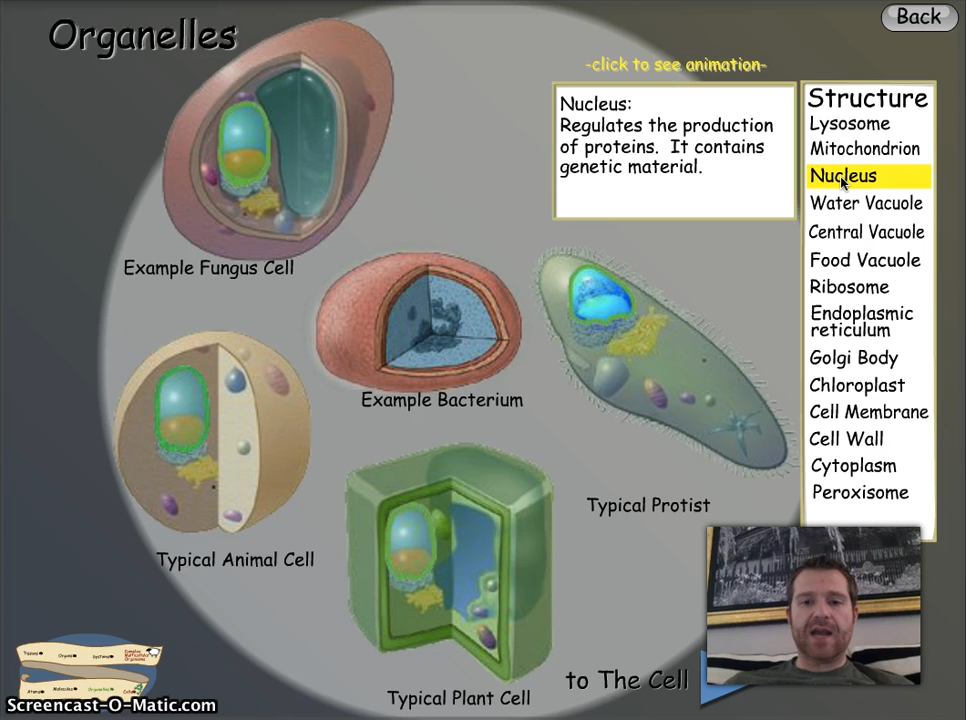 Organelles
Back
-click to see animation-
Nucleus:
Regulates the production
of proteins. It contains
genetic material.
Structure
Lysosome
Mitochondrion
Nucleus
Water Vacuole
Central Vacuole
Food Vacuole
Ribosome
Endoplasmic
reticulum
Golgi Body
Chloroplast
Cell Membrane
Cell Wall
Cytoplasm
Peroxisome
Example Fungus Cell
Example Bacterium
Typical Protist
Typical Animal Cell
Typical Plant Cell
to The Cell
Screencast-O-Matic.com